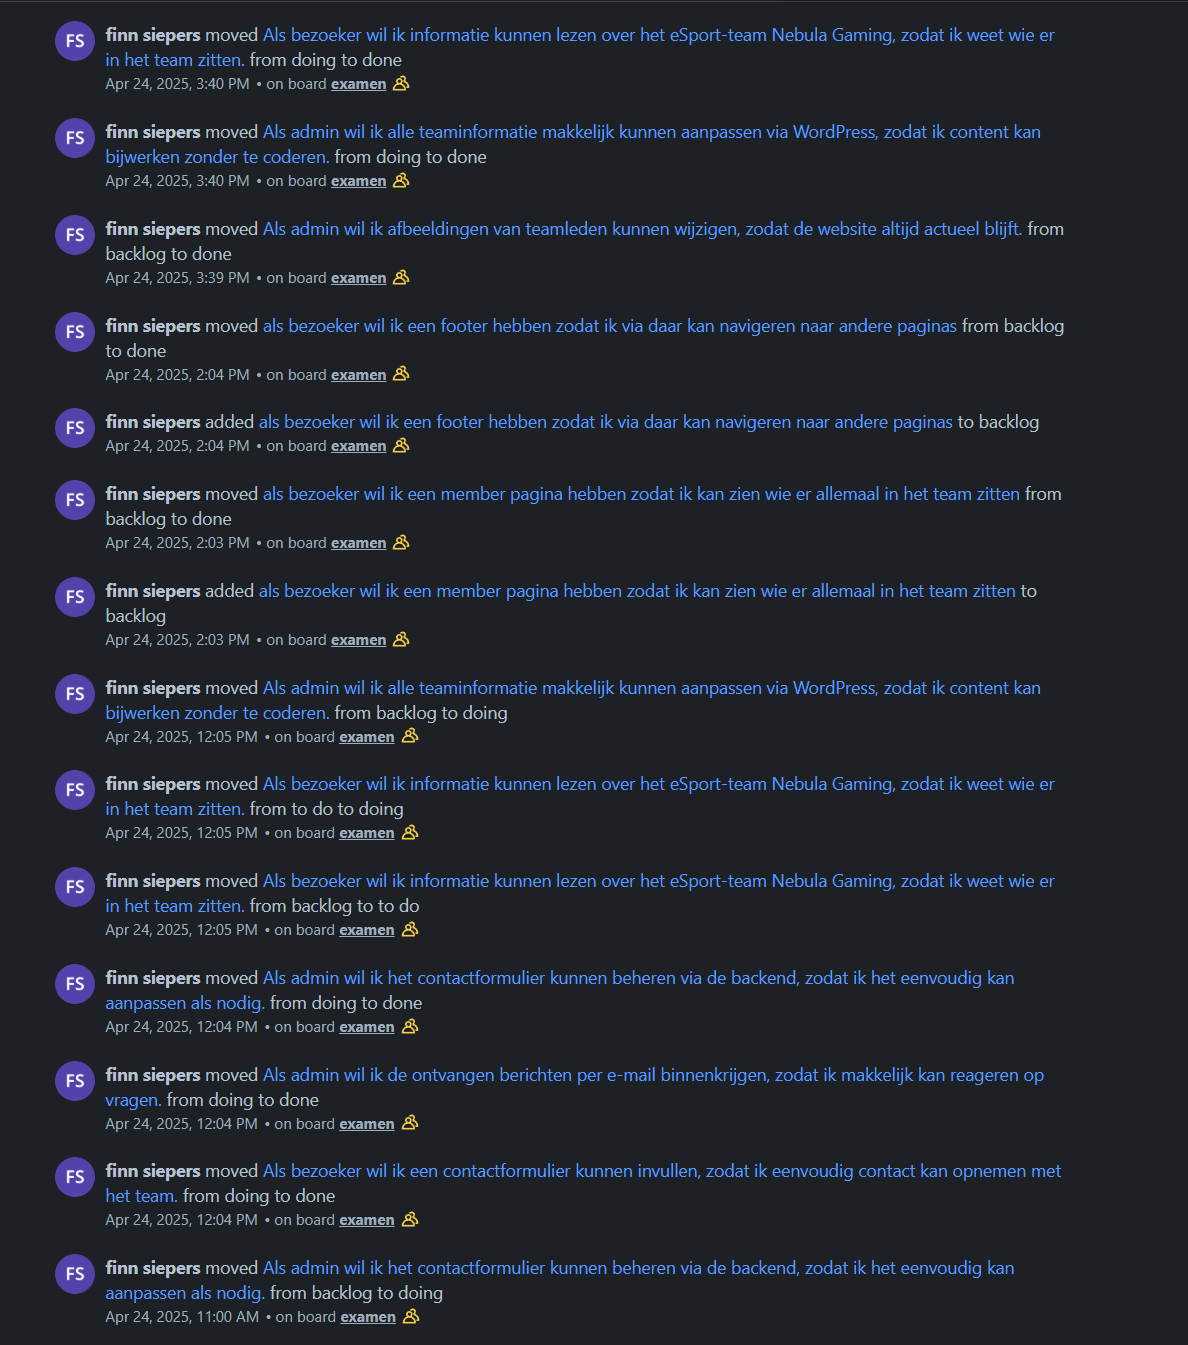 FS
finn siepers moved Als bezoeker wil ik informatie kunnen lezen over het eSport-team Nebula Gaming, zodat ik weet wie er
in het team zitten. from doing to done
Apr 24, 2025, 3:40 PM • on board examen
FS
finn siepers moved Als admin wil ik alle teaminformatie makkelijk kunnen aanpassen via WordPress, zodat ik content kan
bijwerken zonder te coderen. from doing to done
Apr 24, 2025, 3:40 PM • on board examen
FS
finn siepers moved Als admin wil ik afbeeldingen van teamleden kunnen wijzigen, zodat de website altijd actueel blijft. from
backlog to done
Apr 24, 2025, 3:39 PM • on board examen
FS
finn siepers moved als bezoeker wil ik een footer hebben zodat ik via daar kan navigeren naar andere paginas from backlog
to done
Apr 24, 2025, 2:04 PM • on board examen
FS
finn siepers added als bezoeker wil ik een footer hebben zodat ik via daar kan navigeren naar andere paginas to backlog
Apr 24, 2025, 2:04 PM • on board examen
FS
finn siepers moved als bezoeker wil ik een member pagina hebben zodat ik kan zien wie er allemaal in het team zitten from
backlog to done
Apr 24, 2025, 2:03 PM • on board examen
FS
finn siepers added als bezoeker wil ik een member pagina hebben zodat ik kan zien wie er allemaal in het team zitten to
backlog
Apr 24, 2025, 2:03 PM • on board examen
FS
finn siepers moved Als admin wil ik alle teaminformatie makkelijk kunnen aanpassen via WordPress, zodat ik content kan
bijwerken zonder te coderen. from backlog to doing
Apr 24, 2025, 12:05 PM • on board examen
FS
finn siepers moved Als bezoeker wil ik informatie kunnen lezen over het eSport-team Nebula Gaming, zodat ik weet wie er
in het team zitten. from to do to doing
Apr 24, 2025, 12:05 PM • on board examen
FS
finn siepers moved Als bezoeker wil ik informatie kunnen lezen over het eSport-team Nebula Gaming, zodat ik weet wie er
in het team zitten. from backlog to to do
Apr 24, 2025, 12:05 PM • on board examen
FS
finn siepers moved Als admin wil ik het contactformulier kunnen beheren via de backend, zodat ik het eenvoudig kan
aanpassen als nodig. from doing to done
Apr 24, 2025, 12:04 PM • on board examen
FS
finn siepers moved Als admin wil ik de ontvangen berichten per e-mail binnenkrijgen, zodat ik makkelijk kan reageren op
vragen. from doing to done
Apr 24, 2025, 12:04 PM • on board examen
FS
finn siepers moved Als bezoeker wil ik een contactformulier kunnen invullen, zodat ik eenvoudig contact kan opnemen met
het team. from doing to done
Apr 24, 2025, 12:04 PM • on board examen
FS
finn siepers moved Als admin wil ik het contactformulier kunnen beheren via de backend, zodat ik het eenvoudig kan
aanpassen als nodig. from backlog to doing
Apr 24, 2025, 11:00 AM • on board examen